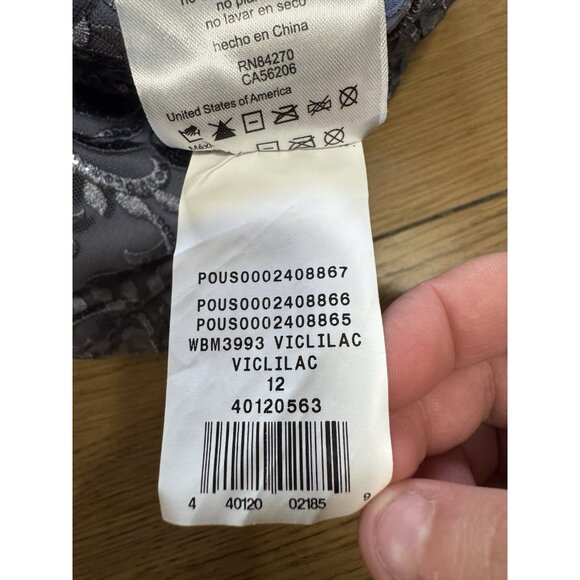 no lavar en seco
hecho en China
RN84270
CA56206
United States of America
POUS0002408867
POUS0002408866
POUS0002408865
WBM3993 VICLILAC
VICLILAC
12
40120563
4 40120 02185 9